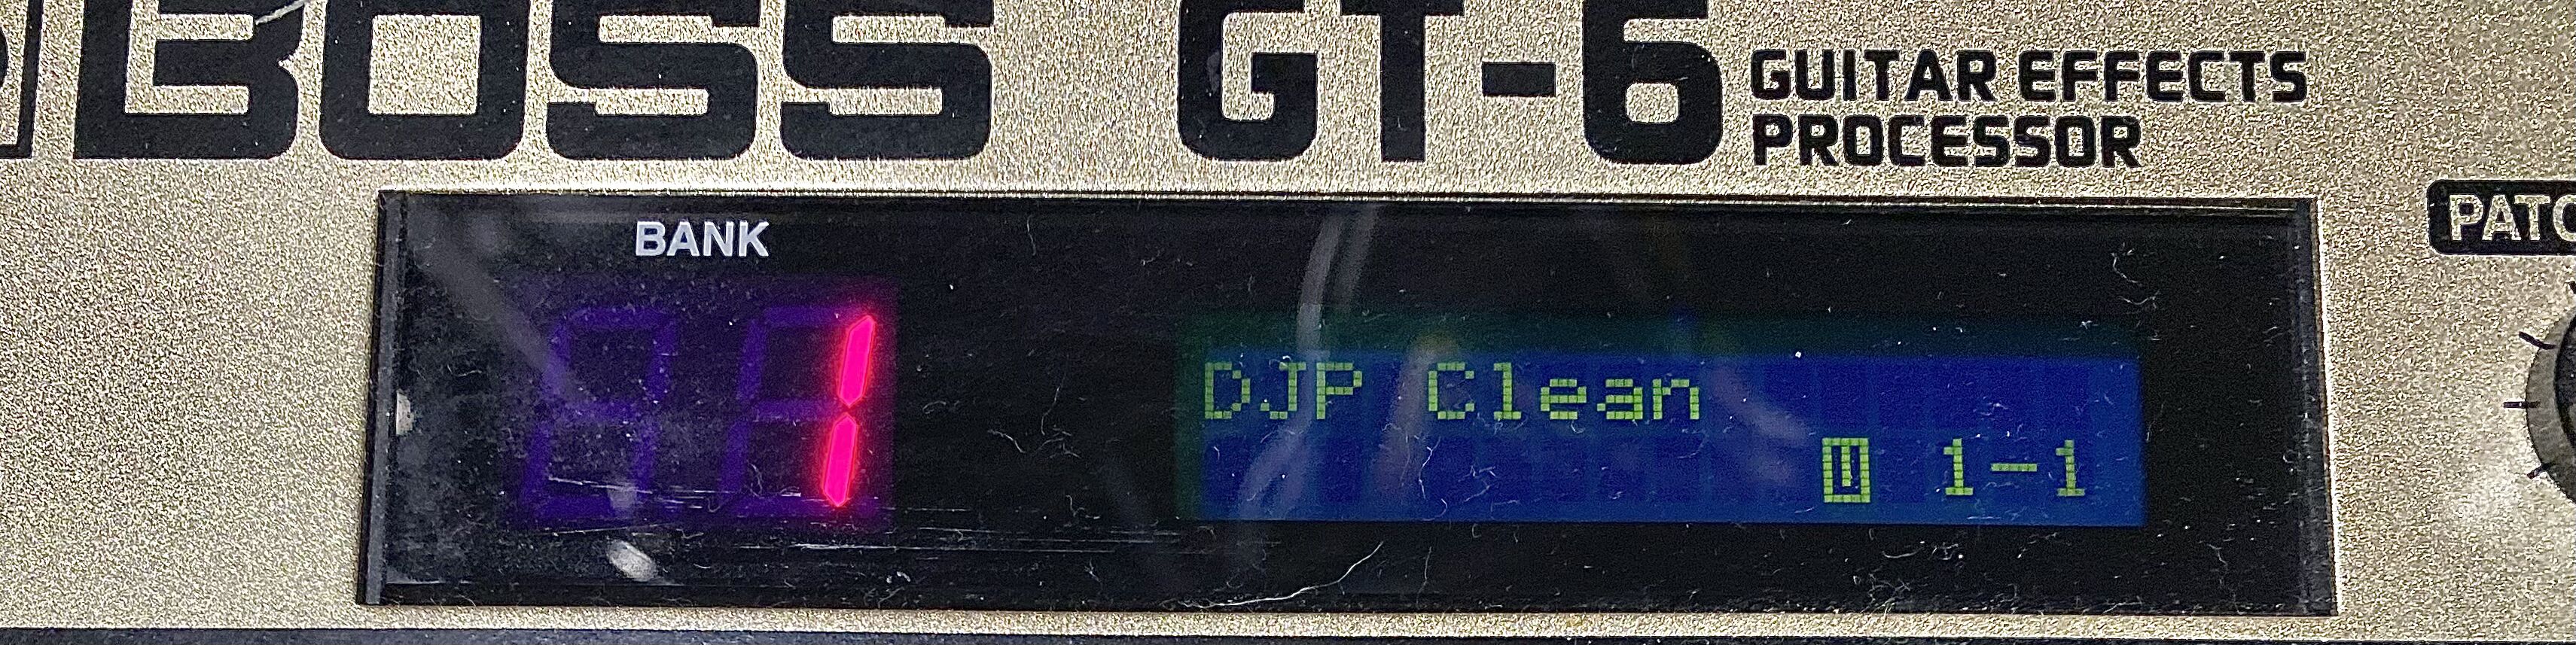 BOSS GT-6 GUITAR EFFECTS
PROCESSOR
BANK
1
DJP Clean
U 1-1